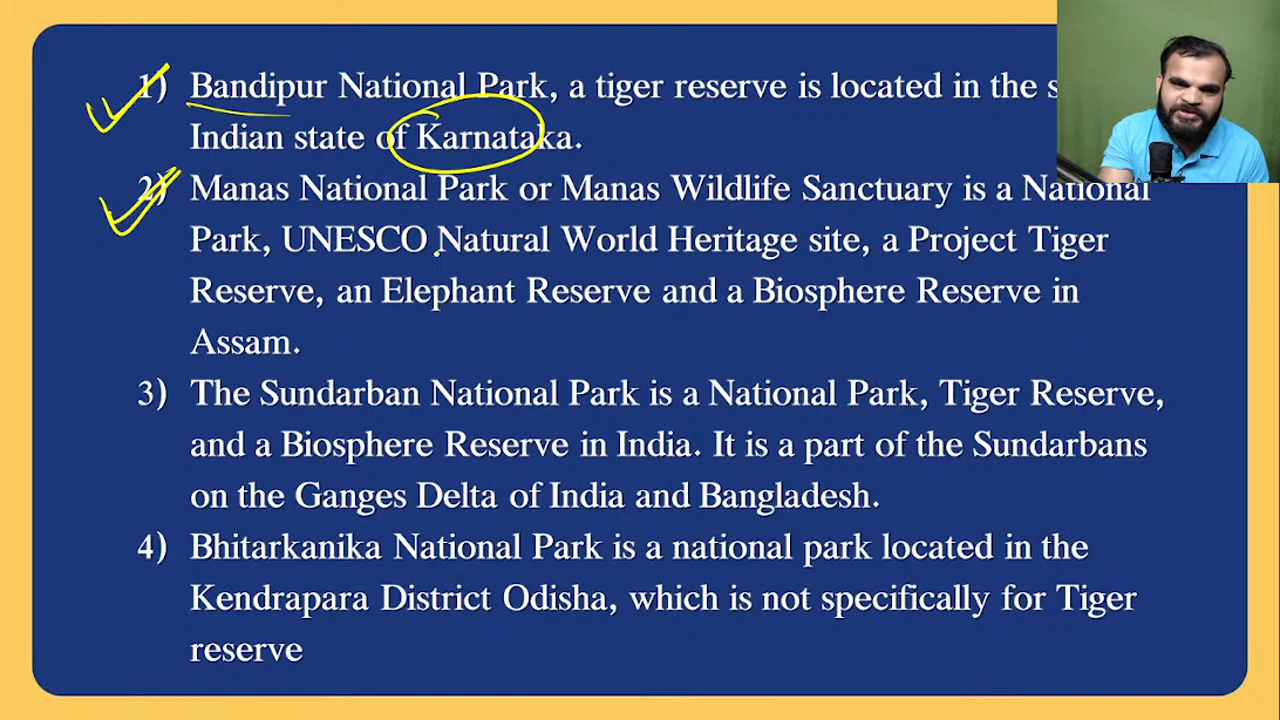 1) Bandipur National Park, a tiger reserve is located in the
Indian state of Karnataka.
2) Manas National Park or Manas Wildlife Sanctuary is a National
Park, UNESCO Natural World Heritage site, a Project Tiger
Reserve, an Elephant Reserve and a Biosphere Reserve in
Assam.
3) The Sundarban National Park is a National Park, Tiger Reserve,
and a Biosphere Reserve in India. It is a part of the Sundarbans
on the Ganges Delta of India and Bangladesh.
4) Bhitarkanika National Park is a national park located in the
Kendrapara District Odisha, which is not specifically for Tiger
reserve